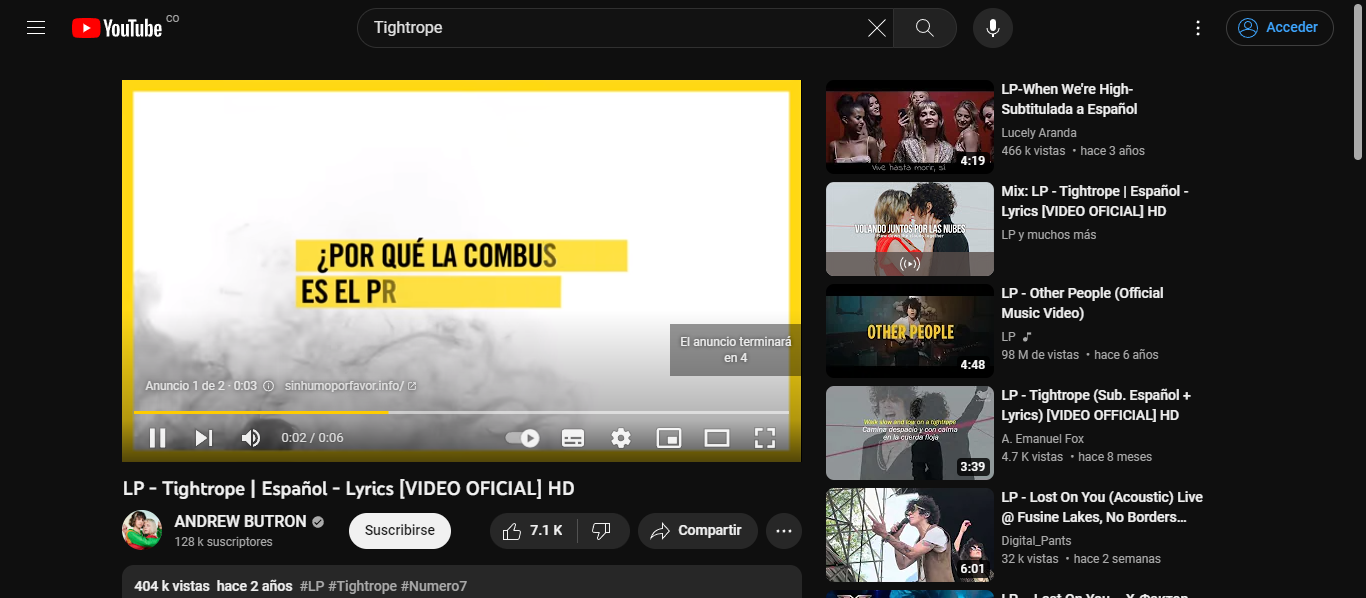 YouTube CO
Tightrope
Acceder
¿POR QUÉ LA COMBUS
ES EL PR
El anuncio terminará
en 4
Anuncio 1 de 2 · 0:03 sinhumoporfavor.info/
0:02 / 0:06
LP - Tightrope | Español - Lyrics [VIDEO OFICIAL] HD
ANDREW BUTRON
128 k suscriptores
Suscribirse
7.1 K
Compartir
404 k vistas hace 2 años #LP #Tightrope #Numero7
Vive hasta morir, sí
4:19
LP-When We're High-
Subtitulada a Español
Lucely Aranda
466 k vistas • hace 3 años
VOLANDO JUNTOS POR LAS NUBES
Mix: LP - Tightrope | Español -
Lyrics [VIDEO OFICIAL] HD
LP y muchos más
OTHER PEOPLE
4:48
LP - Other People (Official
Music Video)
LP
98 M de vistas • hace 6 años
Walk slow and low on a tightrope
Camina despacio y con calma
en la cuerda floja
3:39
LP - Tightrope (Sub. Español +
Lyrics) [VIDEO OFFICIAL] HD
A. Emanuel Fox
4.7 K vistas • hace 8 meses
6:01
LP - Lost On You (Acoustic) Live
@ Fusine Lakes, No Borders...
Digital_Pants
32 k vistas • hace 2 semanas